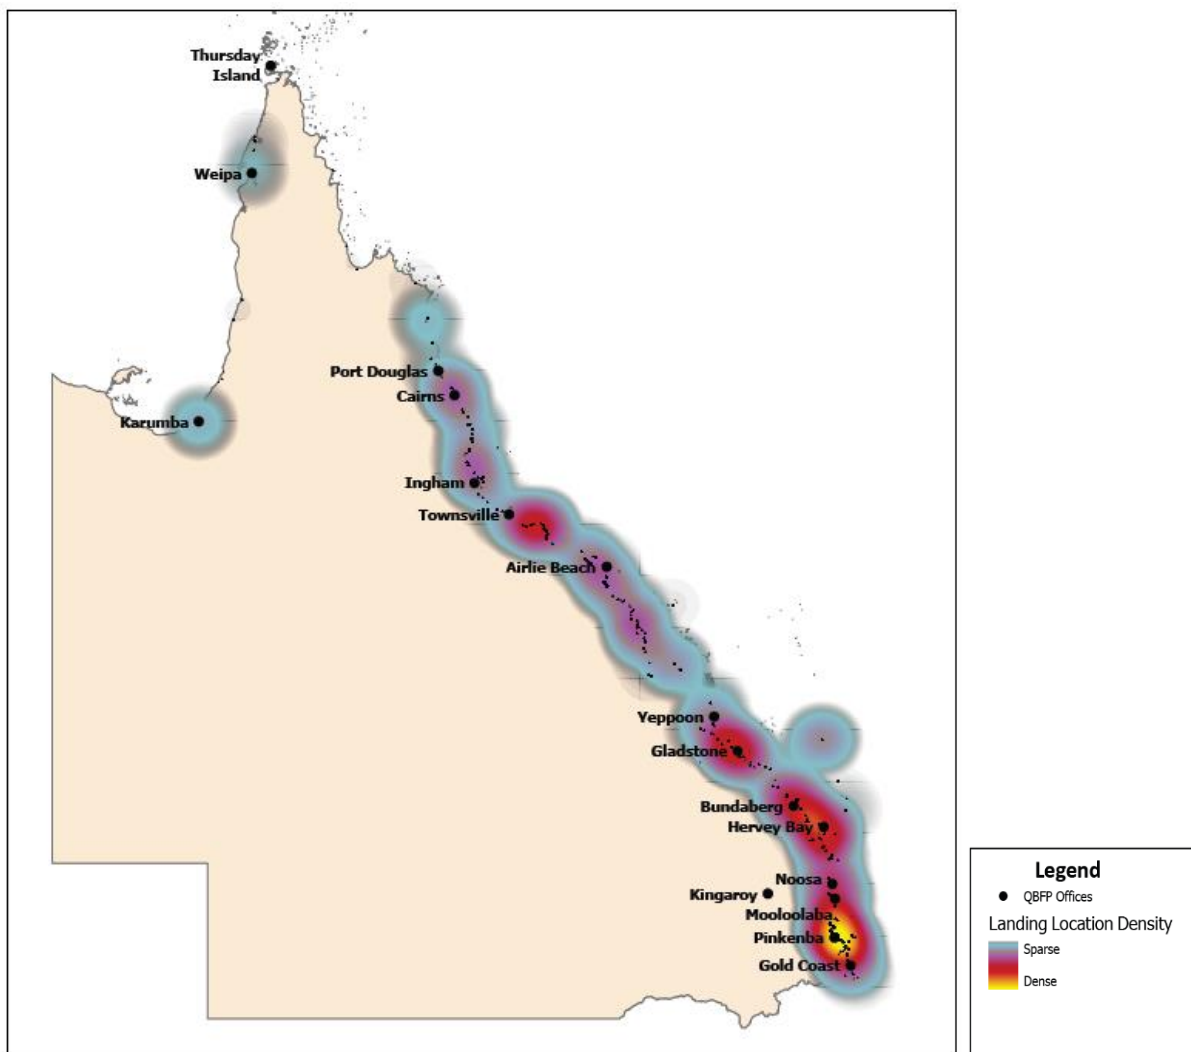 Thursday
Island
Weipa
Port Douglas
Cairns
Karumba
Ingham
Townsville
Airlie Beach
Yeppoon
Gladstone
Bundaberg
Hervey Bay
Noosa
Kingaroy
Mooloolaba
Pinkenba
Gold Coast
Legend
QBFP Offices
Landing Location Density
Sparse
Dense